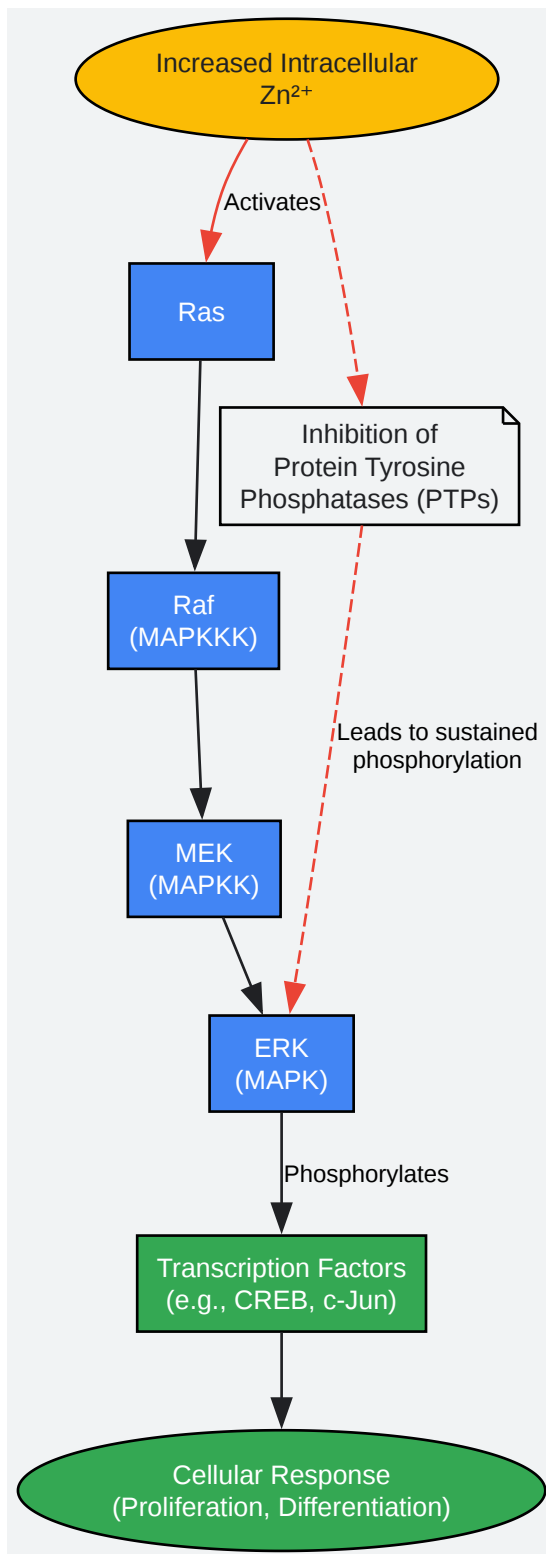 Increased Intracellular
Zn²⁺
Activates
Ras
Inhibition of
Protein Tyrosine
Phosphatases (PTPs)
Raf
(MAPKKK)
Leads to sustained
phosphorylation
MEK
(MAPKK)
ERK
(MAPK)
Phosphorylates
Transcription Factors
(e.g., CREB, c-Jun)
Cellular Response
(Proliferation, Differentiation)